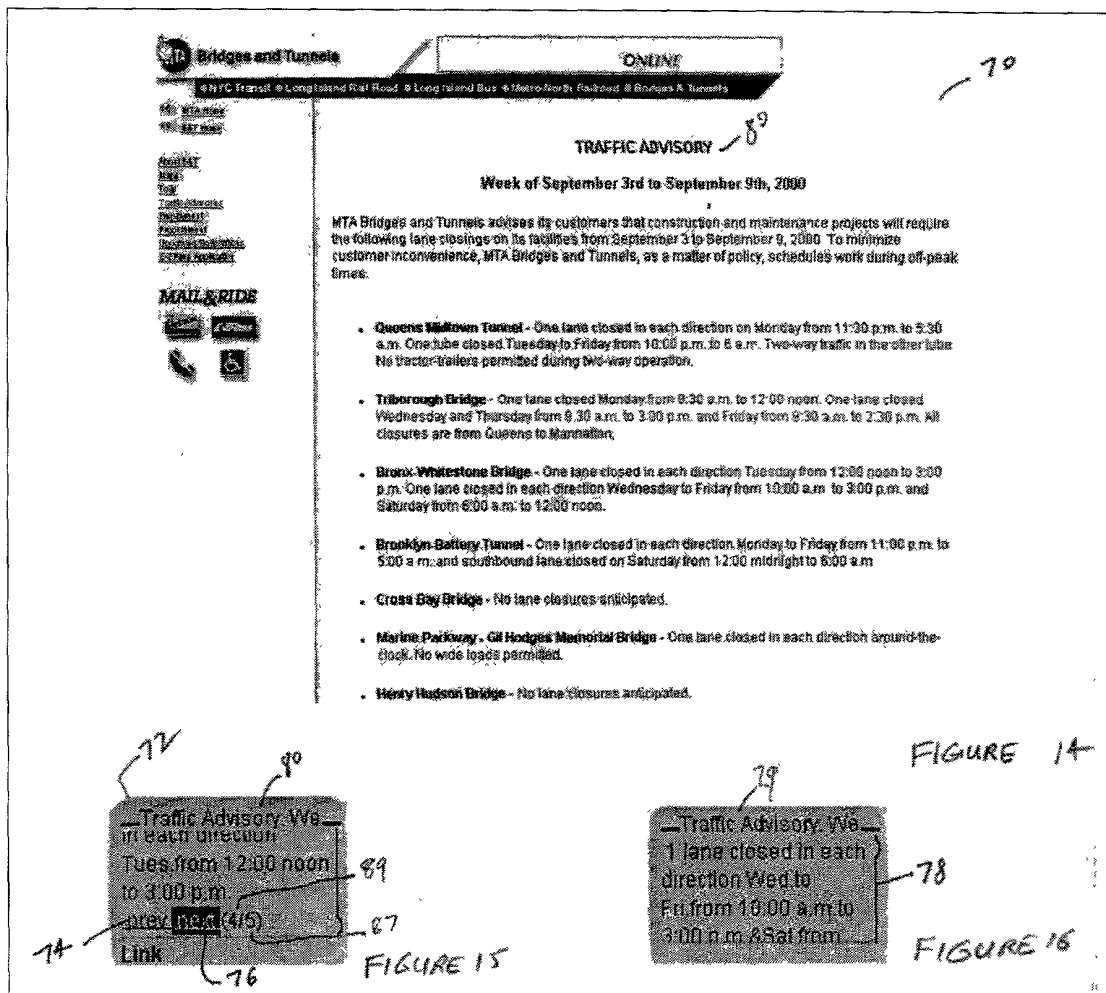 MTA Bridges and Tunnels
ONLINE
NYC Transit Long Island Rail Road Long Island Bus Metro-North Railroad Bridges & Tunnels
70
MTA Home
B&T Home
TRAFFIC ADVISORY 80
Week of September 3rd to September 9th, 2000
Traffic Advisories
MTA Bridges and Tunnels advises its customers that construction and maintenance projects will require
the following lane closings on its facilities from September 3 to September 9, 2000. To minimize
customer inconvenience, MTA Bridges and Tunnels, as a matter of policy, schedules work during off-peak
times.
MAIL&RIDE
• Queens Midtown Tunnel - One lane closed in each direction on Monday from 11:30 p.m. to 5:30
a.m. One tube closed Tuesday to Friday from 10:00 p.m. to 6 a.m. Two-way traffic in the other tube.
No tractor-trailers permitted during two-way operation.
• Triborough Bridge - One lane closed Monday from 9:30 a.m. to 12:00 noon. One lane closed
Wednesday and Thursday from 9.30 a.m. to 3.00 p.m. and Friday from 9:30 a.m. to 2:30 p.m. All
closures are from Queens to Manhattan.
• Bronx-Whitestone Bridge - One lane closed in each direction Tuesday from 12:00 noon to 3:00
p.m. One lane closed in each direction Wednesday to Friday from 10:00 a.m to 3:00 p.m. and
Saturday from 6:00 a.m. to 12:00 noon.
• Brooklyn-Battery Tunnel - One lane closed in each direction Monday to Friday from 11:00 p.m. to
5:00 a.m. and southbound lane closed on Saturday from 12:00 midnight to 6:00 a.m
• Cross Bay Bridge - No lane closures anticipated.
• Marine Parkway - Gil Hodges Memorial Bridge - One lane closed in each direction around-the-
clock. No wide loads permitted.
• Henry Hudson Bridge - No lane closures anticipated.
FIGURE 14
72
80
Traffic Advisory. We
in each direction
Tues.from 12:00 noon
to 3:00 p.m.
prev next (4/5)
Link
89
87
74
76
FIGURE 15
79
Traffic Advisory. We
1 lane closed in each
direction Wed to
Fri.from 10:00 a.m.to
3:00 p.m.&Sat from
78
FIGURE 16